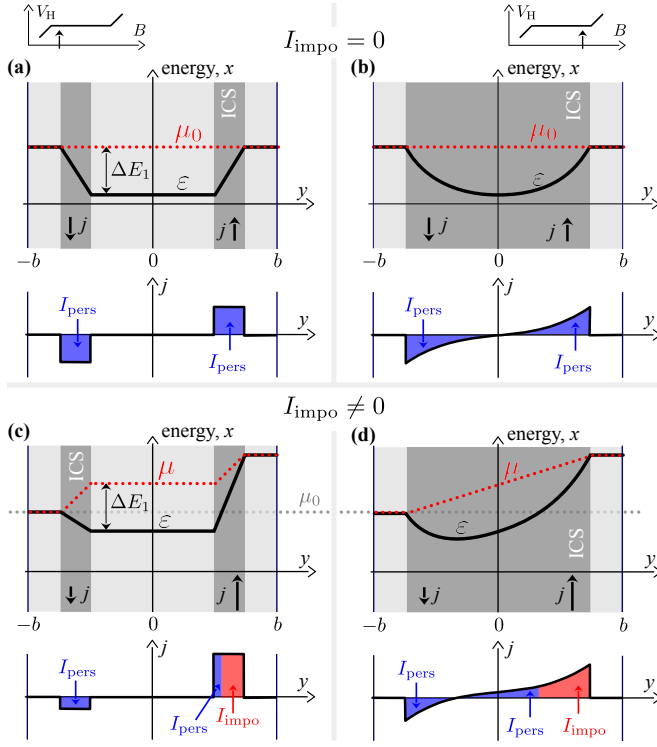 V_H
B
I_impo = 0
V_H
B
(a)
energy, x
ICS
μ_0
ΔE_1
ε
y
j
j
−b
0
b
j
I_pers
y
I_pers
(b)
energy, x
ICS
μ_0
ε
y
j
j
−b
0
b
j
I_pers
y
I_pers
I_impo ≠ 0
(c)
energy, x
ICS
μ
ΔE_1
ε
μ_0
y
j
j
−b
0
b
j
I_pers
y
I_pers
I_impo
(d)
energy, x
μ
ε
ICS
y
j
j
−b
0
b
j
I_pers
y
I_pers
I_impo